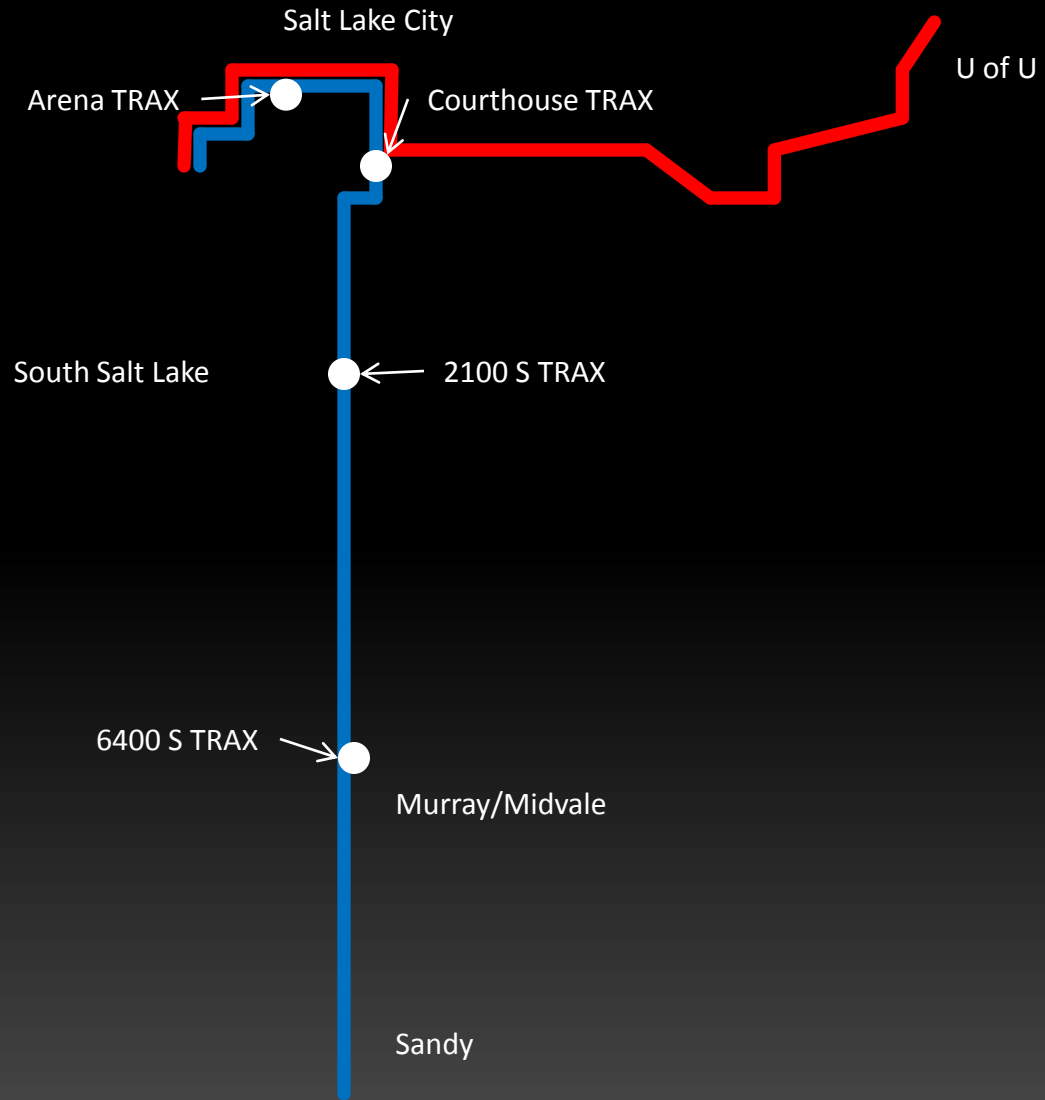 Salt Lake City
U of U
Arena TRAX
Courthouse TRAX
South Salt Lake
2100 S TRAX
6400 S TRAX
Murray/Midvale
Sandy